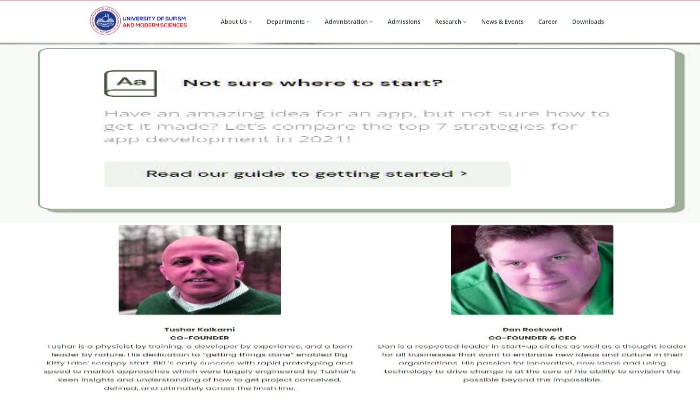 UNIVERSITY OF SUFISM
AND MODERN SCIENCES
About Us
Departments
Administration
Admissions
Research
News & Events
Career
Downloads
Aa
Not sure where to start?
Have an amazing idea for an app, but not sure how to
get it made? Let's compare the top 7 strategies for
app development in 2021!
Read our guide to getting started >
Tushar Kalkarni
CO-FOUNDER
Tushar is a physicist by training, a developer by experience, and a born
leader by nature. His dedication to "getting things done" enabled Big
Kitty Labs' scrappy start. BKL's early success with rapid prototyping and
speed to market approaches which were largely engineered by Tushar's
keen insights and understanding of how to get project conceived,
defined, and ultimately across the finish line.
Dan Rockwell
CO-FOUNDER & CEO
Dan is a respected leader in start-up circles as well as a thought leader
for all businesses that want to embrace new ideas and culture in their
organizations. His passion for innovation, new ideas and using
technology to drive change is at the core of his ability to envision the
possible beyond the impossible.